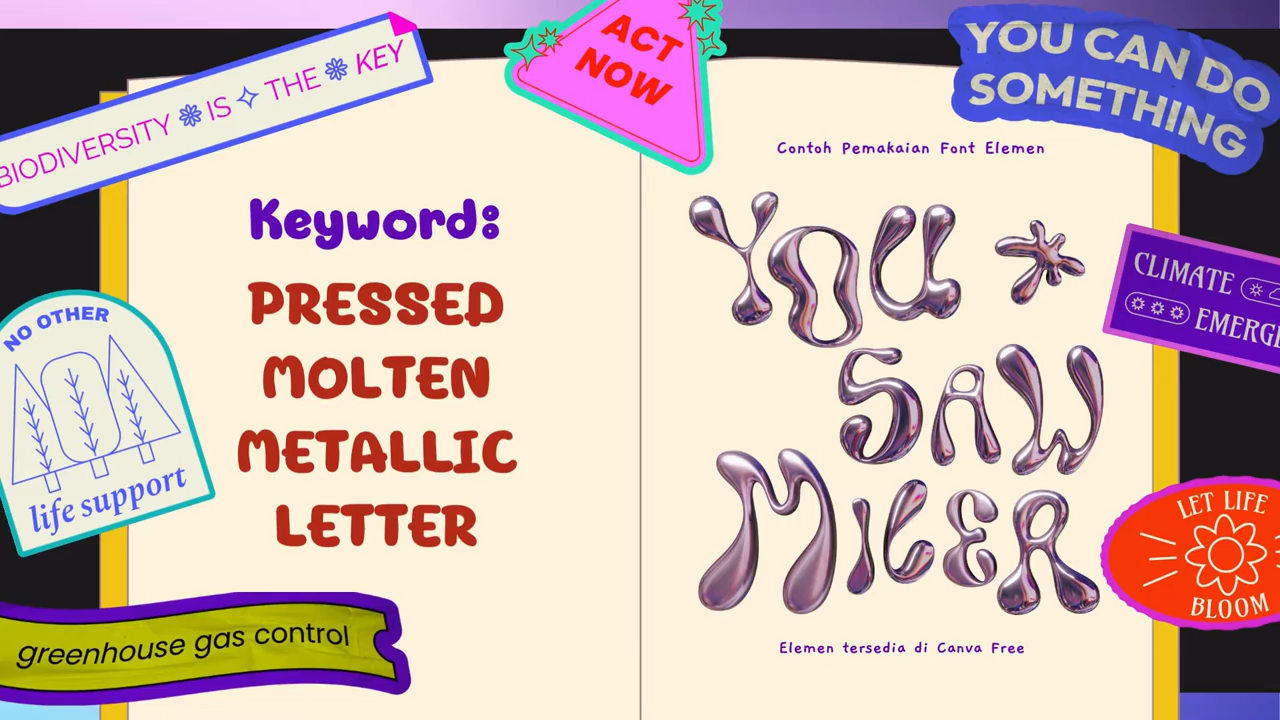 BIODIVERSITY IS THE KEY
ACT
NOW
YOU CAN DO
SOMETHING
Contoh Pemakaian Font Elemen
Keyword:
PRESSED
MOLTEN
METALLIC
LETTER
YOU
SAW
MILER
CLIMATE
NO OTHER
life support
LET LIFE
BLOOM
greenhouse gas control
Elemen tersedia di Canva Free